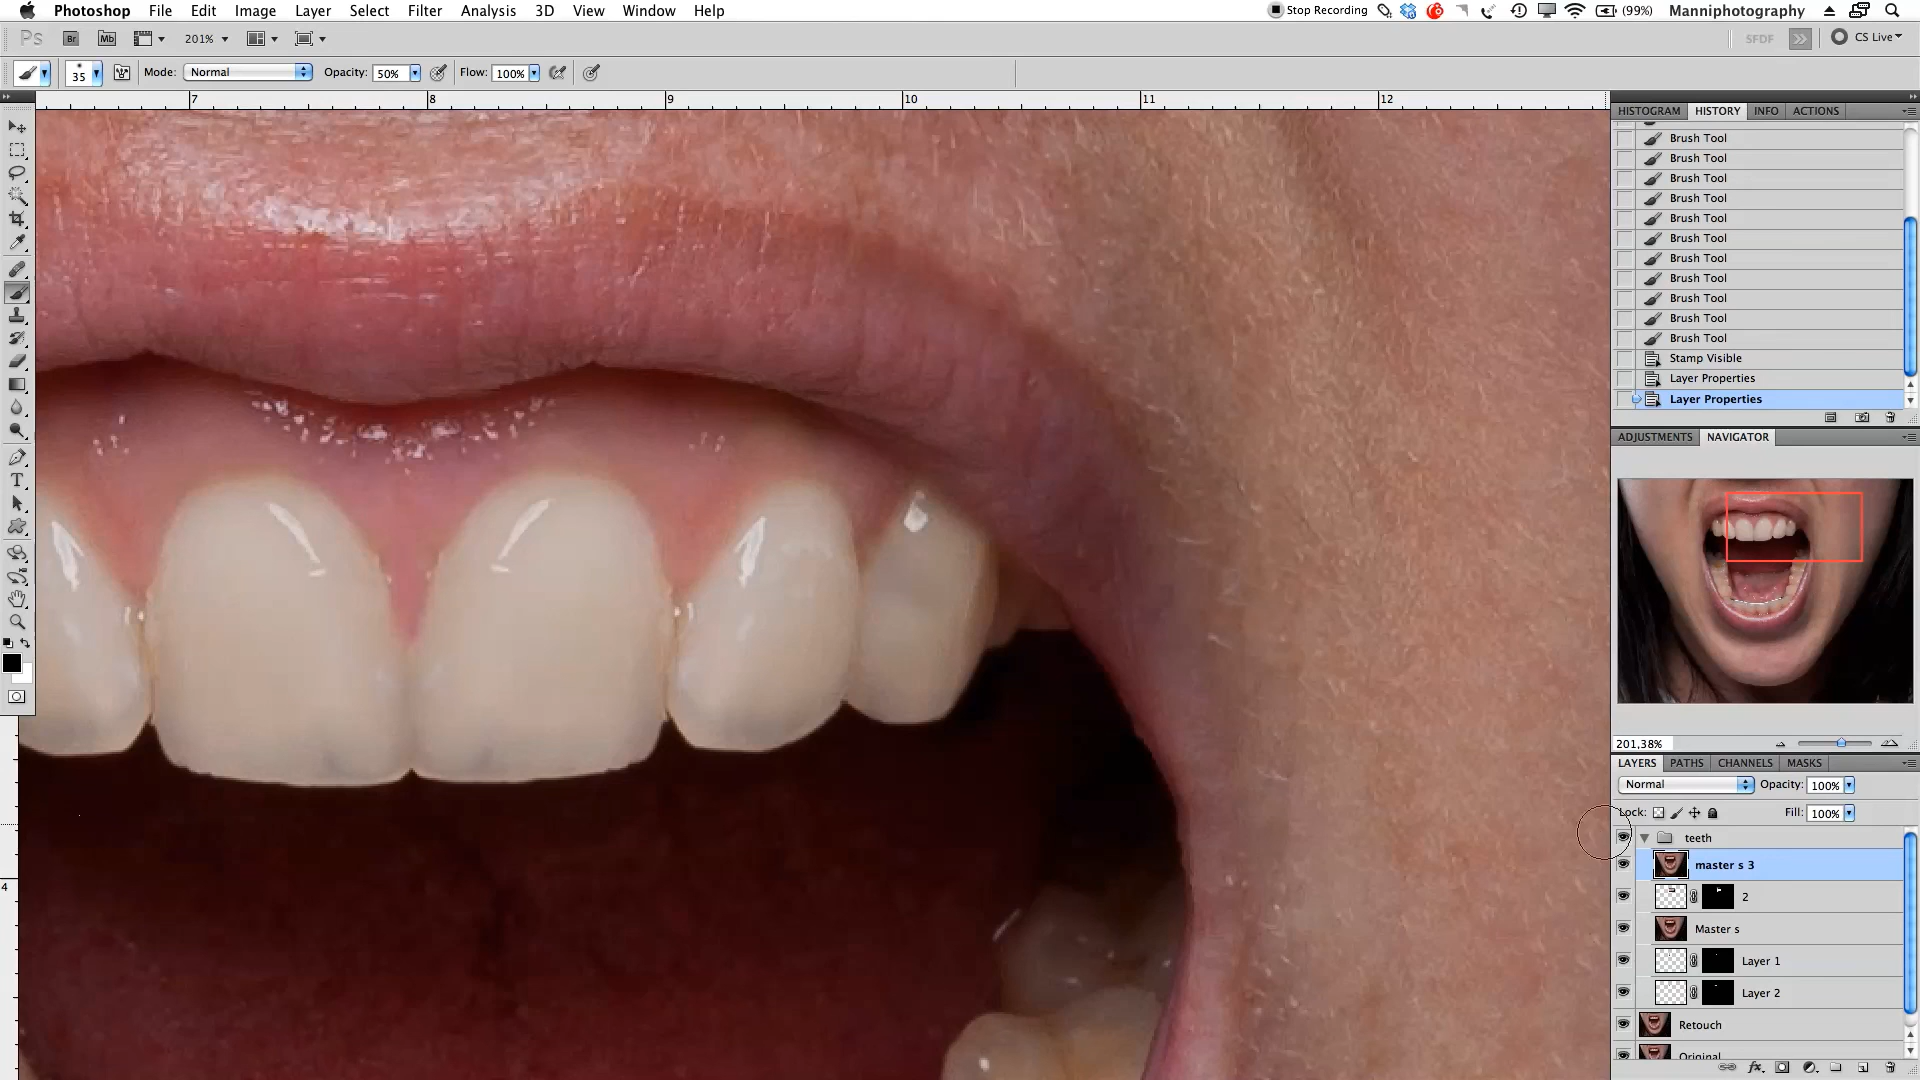 Photoshop File Edit Image Layer Select Filter Analysis 3D View Window Help Stop Recording (99%) Manniphotography
Ps Br Mb 201% SFDF CS Live
35 Mode: Normal Opacity: 50% Flow: 100%
7 8 9 10 11 12
HISTOGRAM HISTORY INFO ACTIONS
Brush Tool
Brush Tool
Brush Tool
Brush Tool
Brush Tool
Brush Tool
Brush Tool
Brush Tool
Brush Tool
Brush Tool
Brush Tool
Stamp Visible
Layer Properties
Layer Properties
ADJUSTMENTS NAVIGATOR
T
201,38%
LAYERS PATHS CHANNELS MASKS
Normal Opacity: 100%
Lock: Fill: 100%
teeth
master s 3
2
4
Master s
Layer 1
Layer 2
Retouch
Original
fx